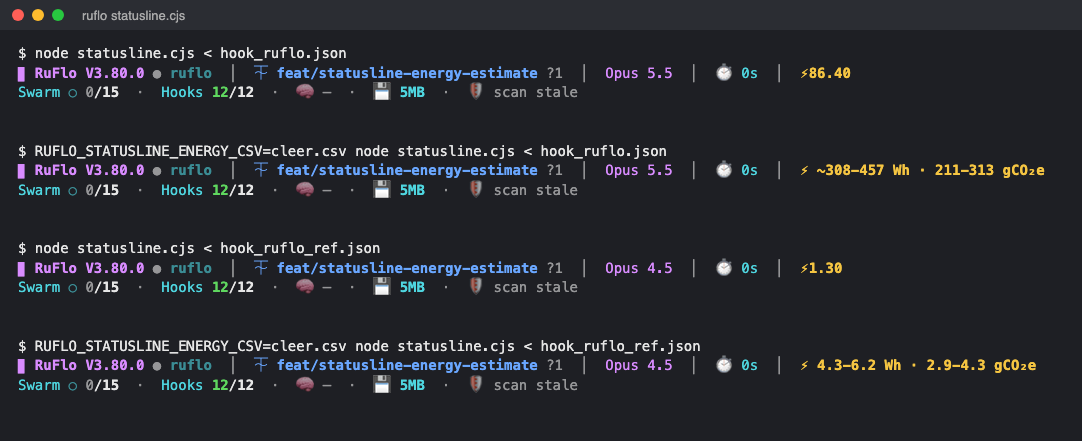 ruflo statusline.cjs
$ node statusline.cjs < hook_ruflo.json
▊ RuFlo V3.80.0 ● ruflo │ ⏇ feat/statusline-energy-estimate ?1 │ Opus 5.5 │ ⏱ 0s │ ⚡86.40
Swarm ○ 0/15 · Hooks 12/12 · 🧠 — · 💾 5MB · 🛡 scan stale
$ RUFLO_STATUSLINE_ENERGY_CSV=cleer.csv node statusline.cjs < hook_ruflo.json
▊ RuFlo V3.80.0 ● ruflo │ ⏇ feat/statusline-energy-estimate ?1 │ Opus 5.5 │ ⏱ 0s │ ⚡ ~308–457 Wh · 211–313 gCO₂e
Swarm ○ 0/15 · Hooks 12/12 · 🧠 — · 💾 5MB · 🛡 scan stale
$ node statusline.cjs < hook_ruflo_ref.json
▊ RuFlo V3.80.0 ● ruflo │ ⏇ feat/statusline-energy-estimate ?1 │ Opus 4.5 │ ⏱ 0s │ ⚡1.30
Swarm ○ 0/15 · Hooks 12/12 · 🧠 — · 💾 5MB · 🛡 scan stale
$ RUFLO_STATUSLINE_ENERGY_CSV=cleer.csv node statusline.cjs < hook_ruflo_ref.json
▊ RuFlo V3.80.0 ● ruflo │ ⏇ feat/statusline-energy-estimate ?1 │ Opus 4.5 │ ⏱ 0s │ ⚡ 4.3–6.2 Wh · 2.9–4.3 gCO₂e
Swarm ○ 0/15 · Hooks 12/12 · 🧠 — · 💾 5MB · 🛡 scan stale